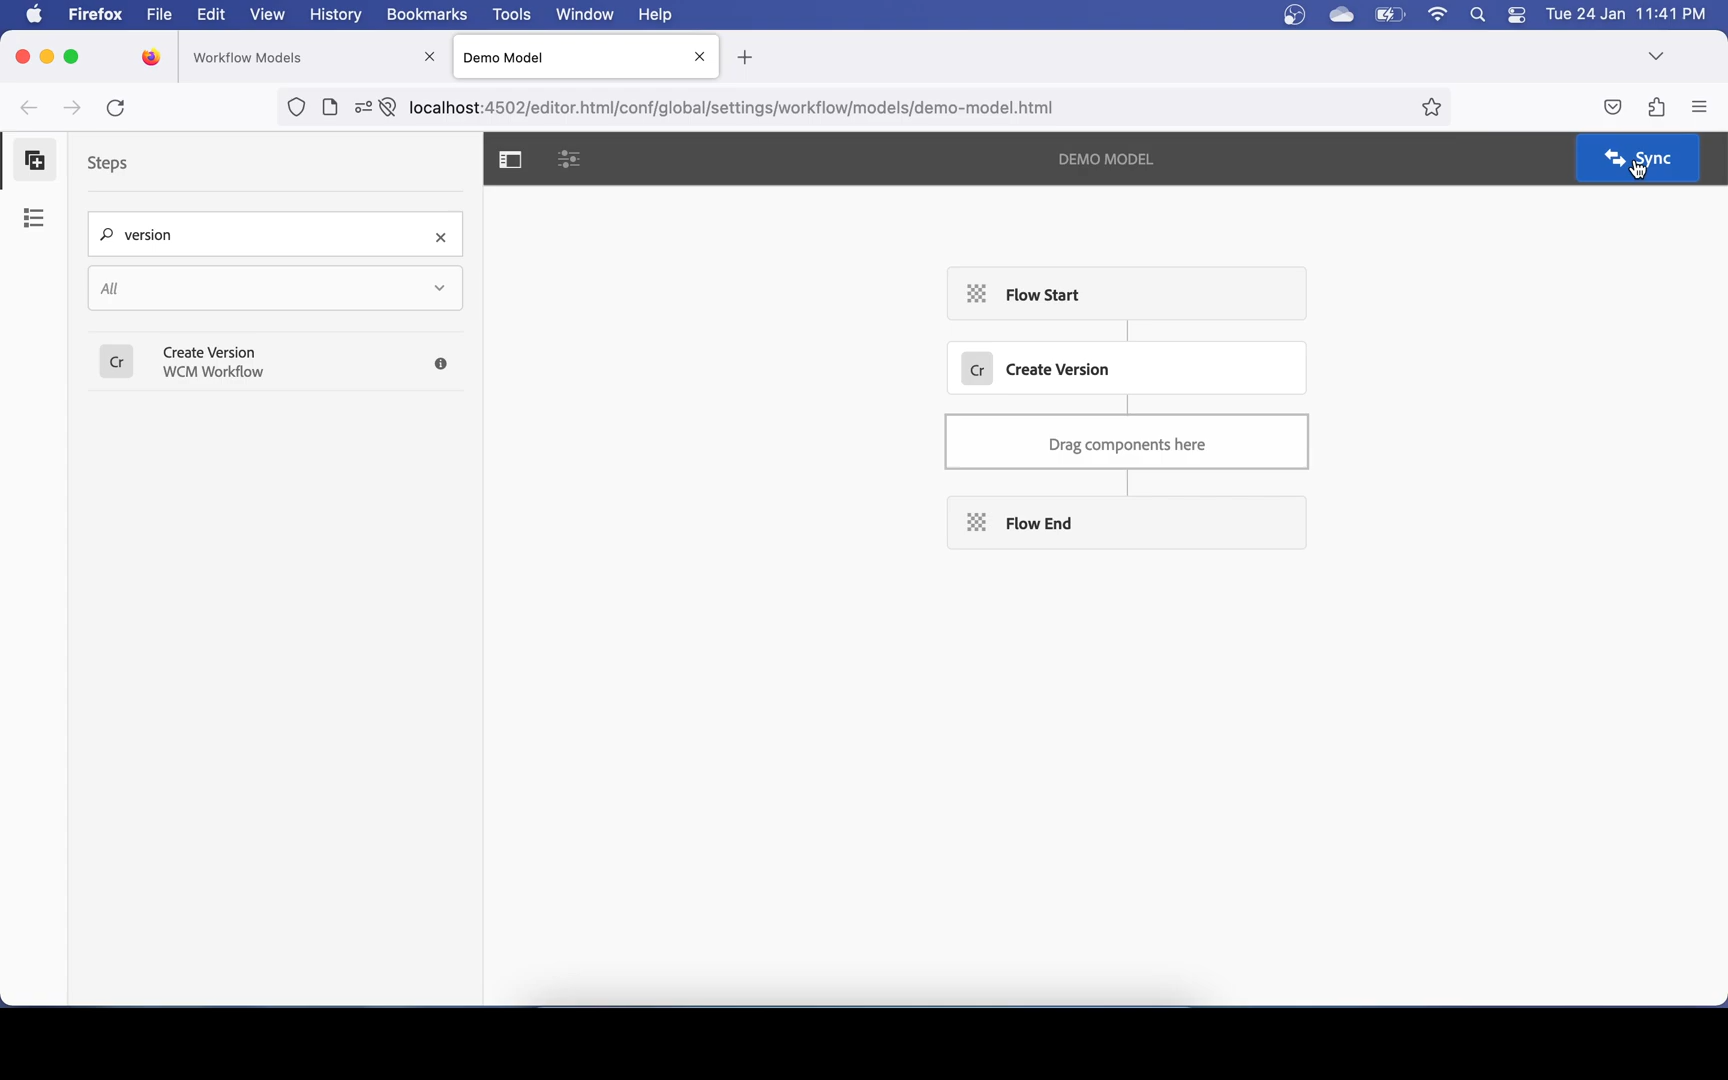 Firefox File Edit View History Bookmarks Tools Window Help Tue 24 Jan 11:41 PM
Workflow Models Demo Model
localhost:4502/editor.html/conf/global/settings/workflow/models/demo-model.html
Steps DEMO MODEL Sync
version
All
Flow Start
Cr Create Version
WCM Workflow
Cr Create Version
Drag components here
Flow End